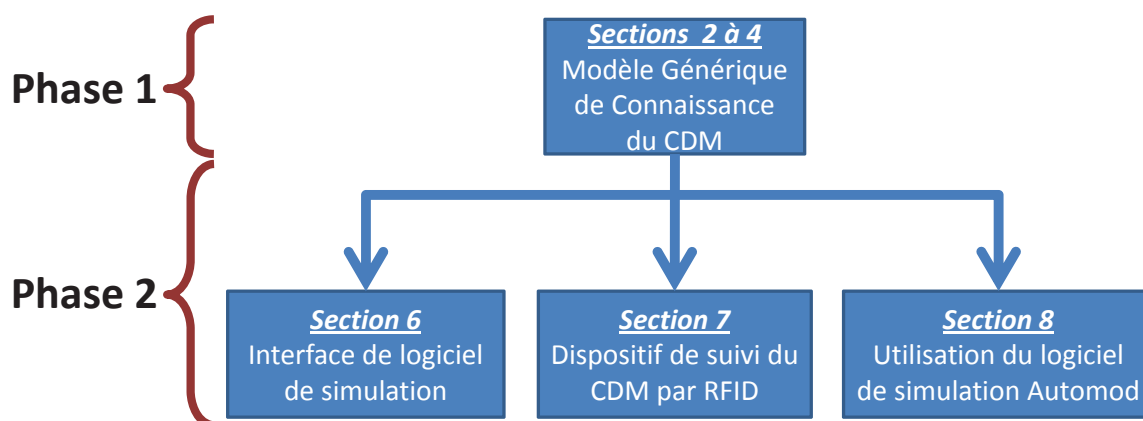 Phase 1
Sections 2 à 4
Modèle Générique
de Connaissance
du CDM
Phase 2
Section 6
Interface de logiciel
de simulation
Section 7
Dispositif de suivi du
CDM par RFID
Section 8
Utilisation du logiciel
de simulation Automod